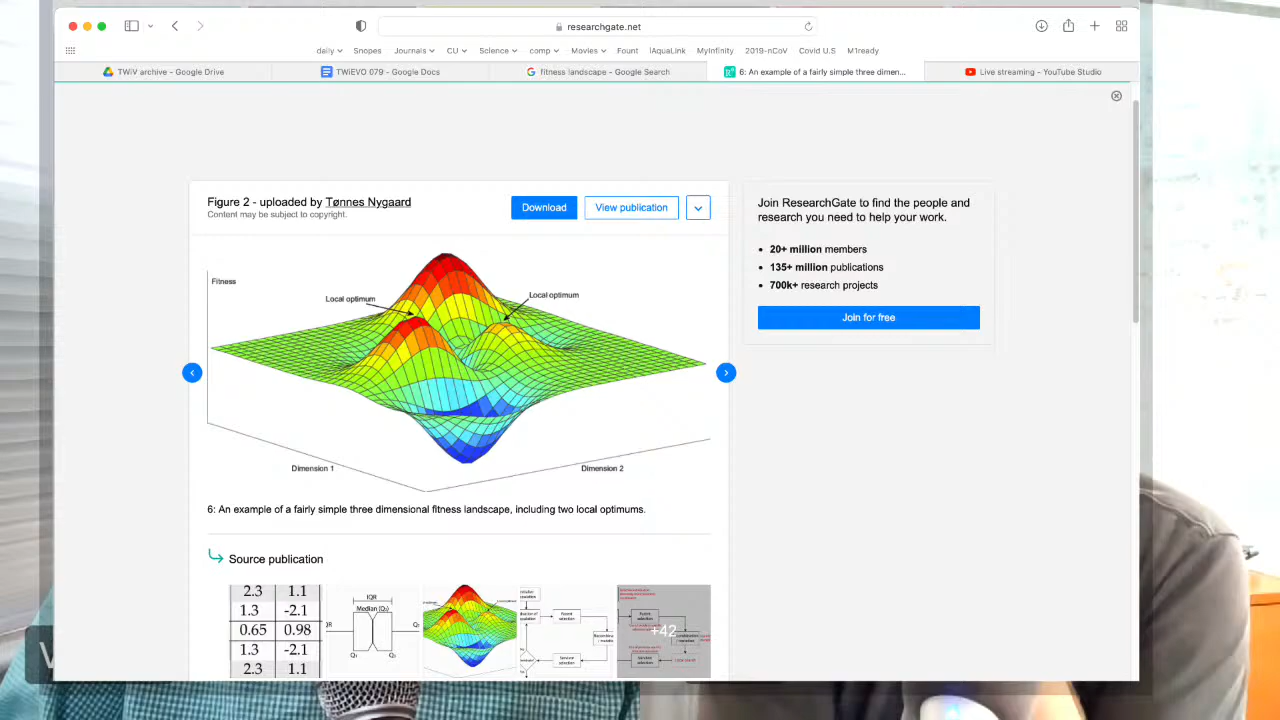 researchgate.net
daily Snopes Journals CU Science comp Movies Fount iAquaLink MyInfinity 2019-nCoV Covid U.S M1ready
TWiV archive – Google Drive
TWiEVO 079 – Google Docs
fitness landscape – Google Search
6: An example of a fairly simple three dimen...
Live streaming – YouTube Studio
Figure 2 - uploaded by Tønnes Nygaard
Content may be subject to copyright.
Download
View publication
Fitness
Local optimum
Local optimum
Dimension 1
Dimension 2
6: An example of a fairly simple three dimensional fitness landscape, including two local optimums.
Source publication
2.3 1.1
1.3 -2.1
0.65 0.98
1.3 -2.1
2.3 1.1
IQR
Median (Q₂)
Q₁ Q₃
+42
Join ResearchGate to find the people and
research you need to help your work.
20+ million members
135+ million publications
700k+ research projects
Join for free